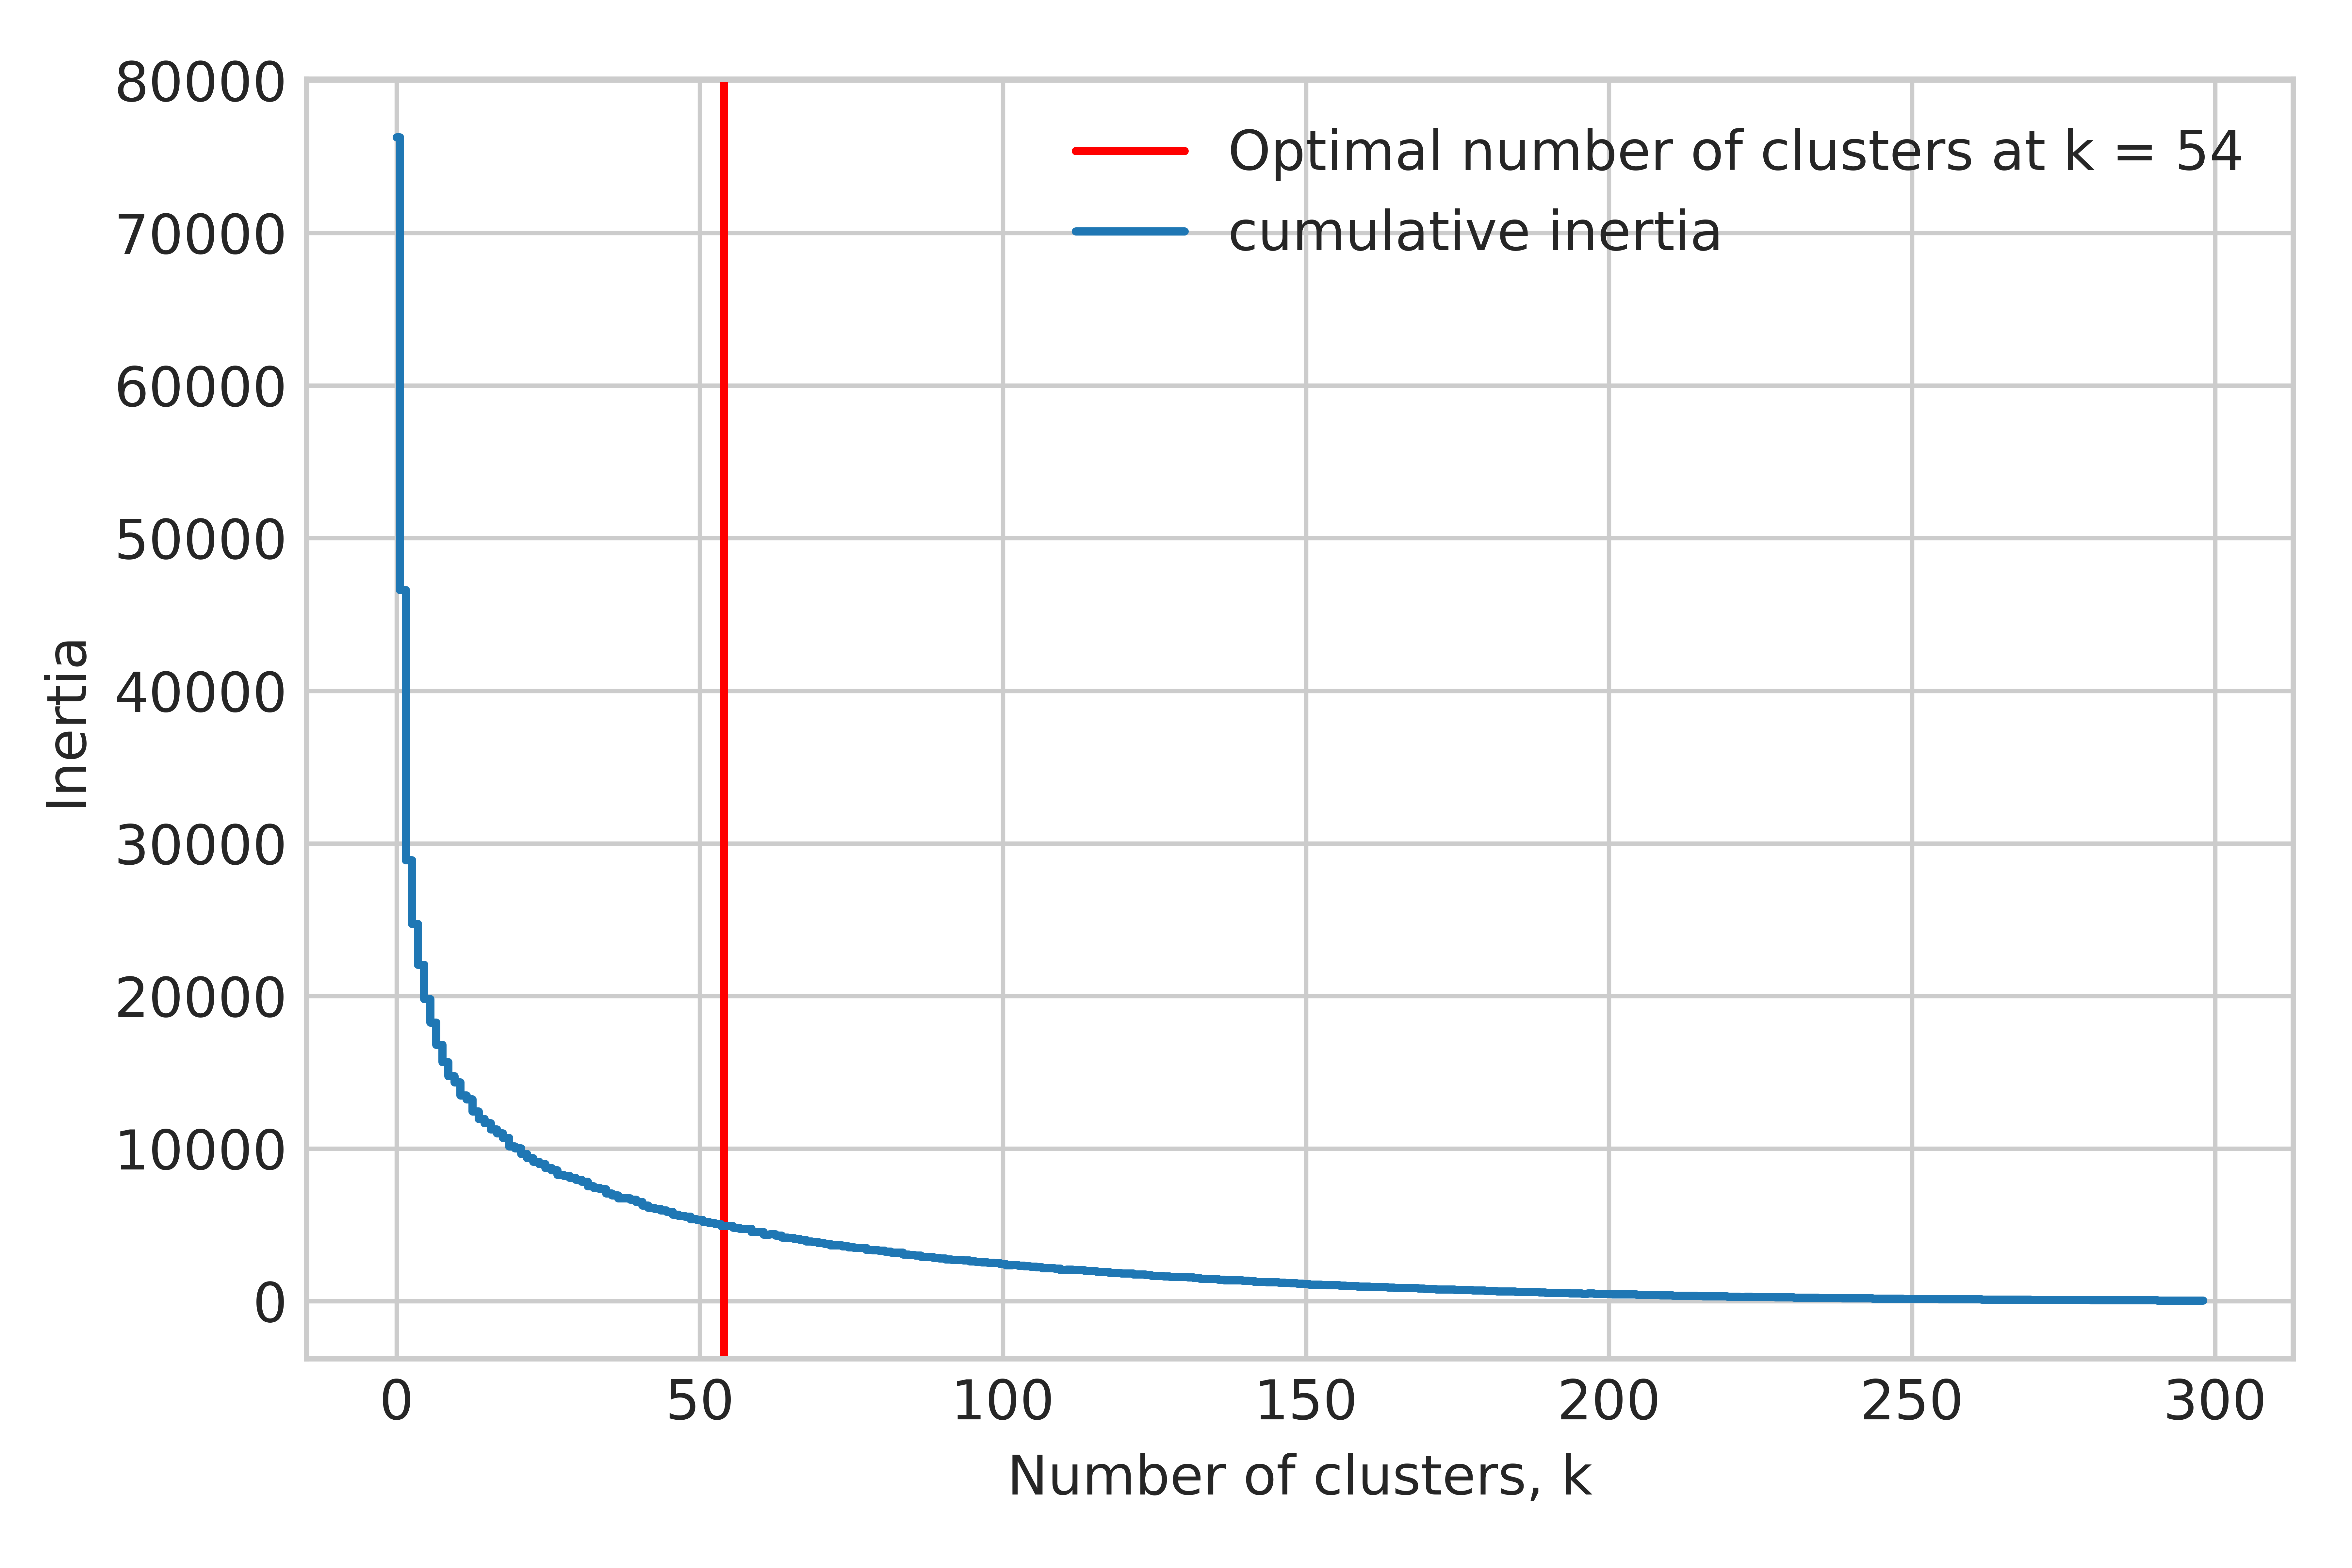 80000
70000
60000
50000
40000
30000
20000
10000
0
Inertia
Optimal number of clusters at k = 54
cumulative inertia
0 50 100 150 200 250 300
Number of clusters, k